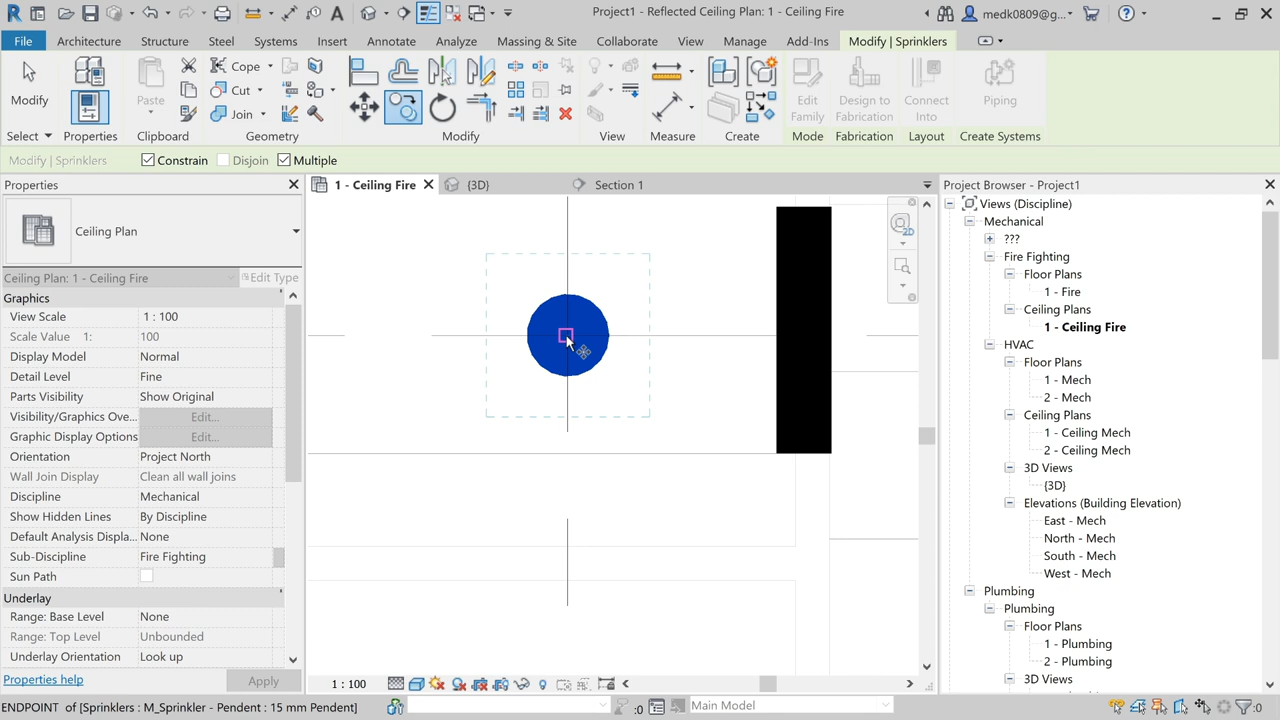 Project1 - Reflected Ceiling Plan: 1 - Ceiling Fire
medk0809@g...
File Architecture Structure Steel Systems Insert Annotate Analyze Massing & Site Collaborate View Manage Add-Ins Modify | Sprinklers
Modify Paste Cope Cut Join Edit Family Design to Fabrication Connect Into Piping
Select Properties Clipboard Geometry Modify View Measure Create Mode Fabrication Layout Create Systems
Modify | Sprinklers Constrain Disjoin Multiple
Properties
1 - Ceiling Fire {3D} Section 1
Project Browser - Project1
2D
Ceiling Plan
Ceiling Plan: 1 - Ceiling Fire Edit Type
Graphics
View Scale 1 : 100
Scale Value 1: 100
Display Model Normal
Detail Level Fine
Parts Visibility Show Original
Visibility/Graphics Ove... Edit...
Graphic Display Options Edit...
Orientation Project North
Wall Join Display Clean all wall joins
Discipline Mechanical
Show Hidden Lines By Discipline
Default Analysis Displa... None
Sub-Discipline Fire Fighting
Sun Path
Underlay
Range: Base Level None
Range: Top Level Unbounded
Underlay Orientation Look up
Properties help Apply
1 : 100
Views (Discipline)
Mechanical
???
Fire Fighting
Floor Plans
1 - Fire
Ceiling Plans
1 - Ceiling Fire
HVAC
Floor Plans
1 - Mech
2 - Mech
Ceiling Plans
1 - Ceiling Mech
2 - Ceiling Mech
3D Views
{3D}
Elevations (Building Elevation)
East - Mech
North - Mech
South - Mech
West - Mech
Plumbing
Plumbing
Floor Plans
1 - Plumbing
2 - Plumbing
3D Views
ENDPOINT of [Sprinklers : M_Sprinkler - Pendent : 15 mm Pendent] :0 Main Model :0